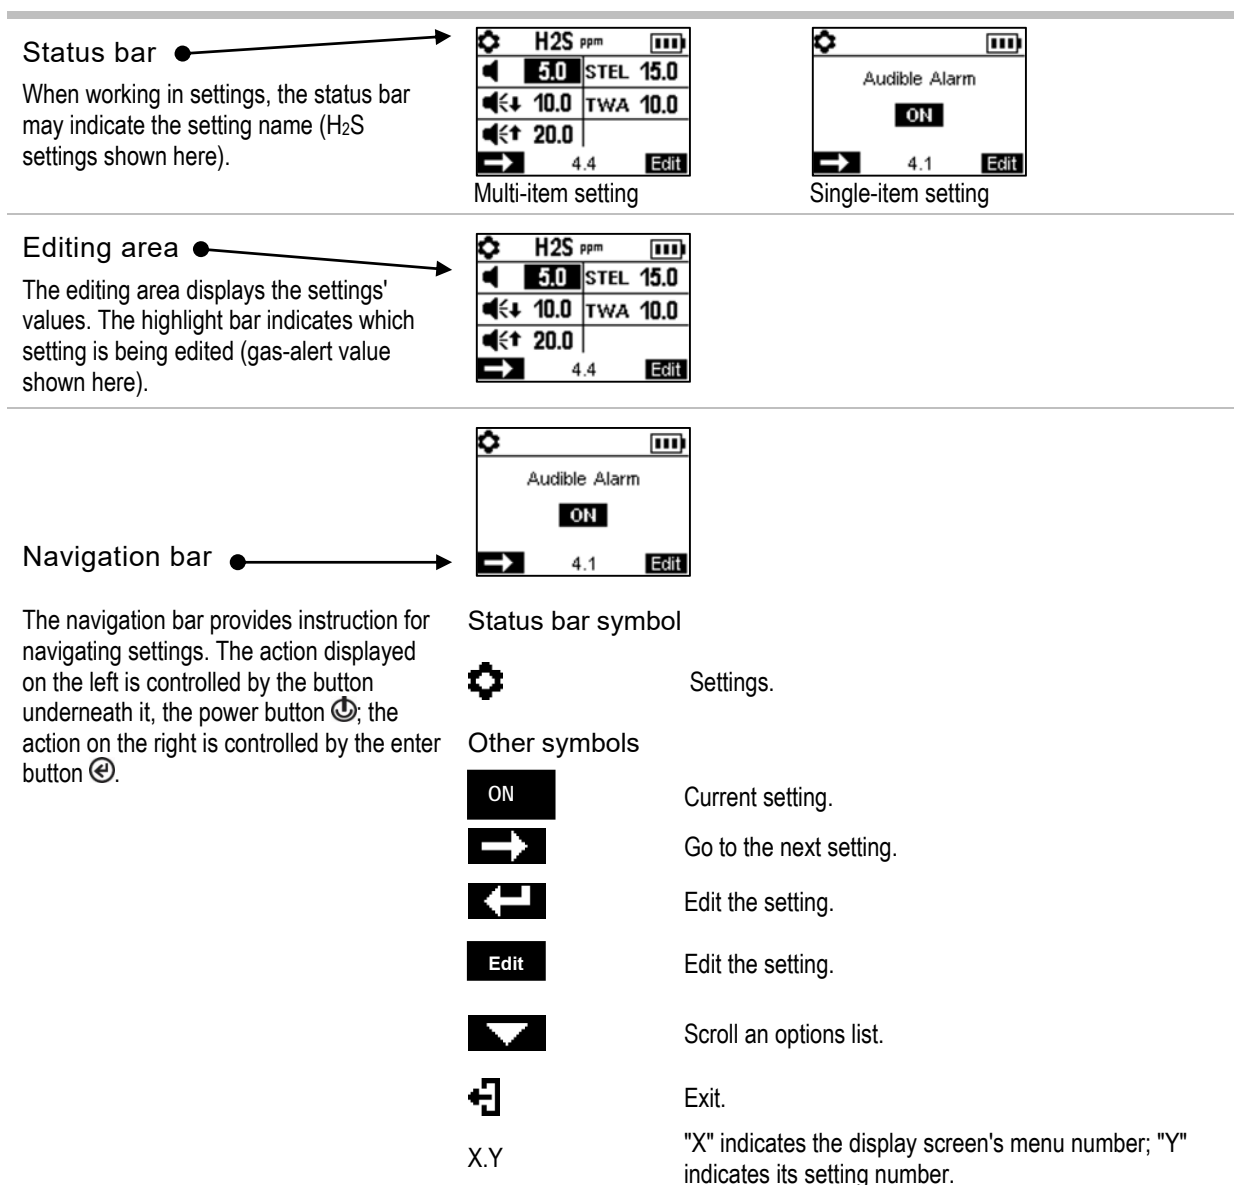 Status bar
When working in settings, the status bar
may indicate the setting name (H2S
settings shown here).
H2S ppm
5.0 STEL 15.0
10.0 TWA 10.0
20.0
4.4 Edit
Multi-item setting
Audible Alarm
ON
4.1 Edit
Single-item setting
Editing area
The editing area displays the settings'
values. The highlight bar indicates which
setting is being edited (gas-alert value
shown here).
H2S ppm
5.0 STEL 15.0
10.0 TWA 10.0
20.0
4.4 Edit
Navigation bar
Audible Alarm
ON
4.1 Edit
The navigation bar provides instruction for
navigating settings. The action displayed
on the left is controlled by the button
underneath it, the power button ; the
action on the right is controlled by the enter
button .
Status bar symbol
Settings.
Other symbols
ON Current setting.
Go to the next setting.
Edit the setting.
Edit Edit the setting.
Scroll an options list.
Exit.
X.Y "X" indicates the display screen's menu number; "Y"
indicates its setting number.